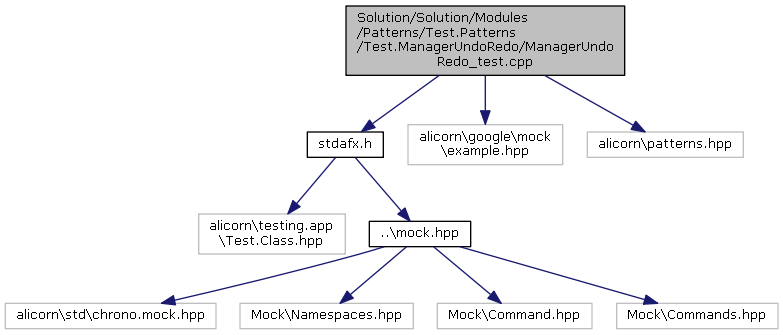 Solution/Solution/Modules
/Patterns/Test.Patterns
/Test.ManagerUndoRedo/ManagerUndo
Redo_test.cpp
stdafx.h
alicorn\google\mock
\example.hpp
alicorn\patterns.hpp
alicorn\testing.app
\Test.Class.hpp
..\mock.hpp
alicorn\std\chrono.mock.hpp
Mock\Namespaces.hpp
Mock\Command.hpp
Mock\Commands.hpp